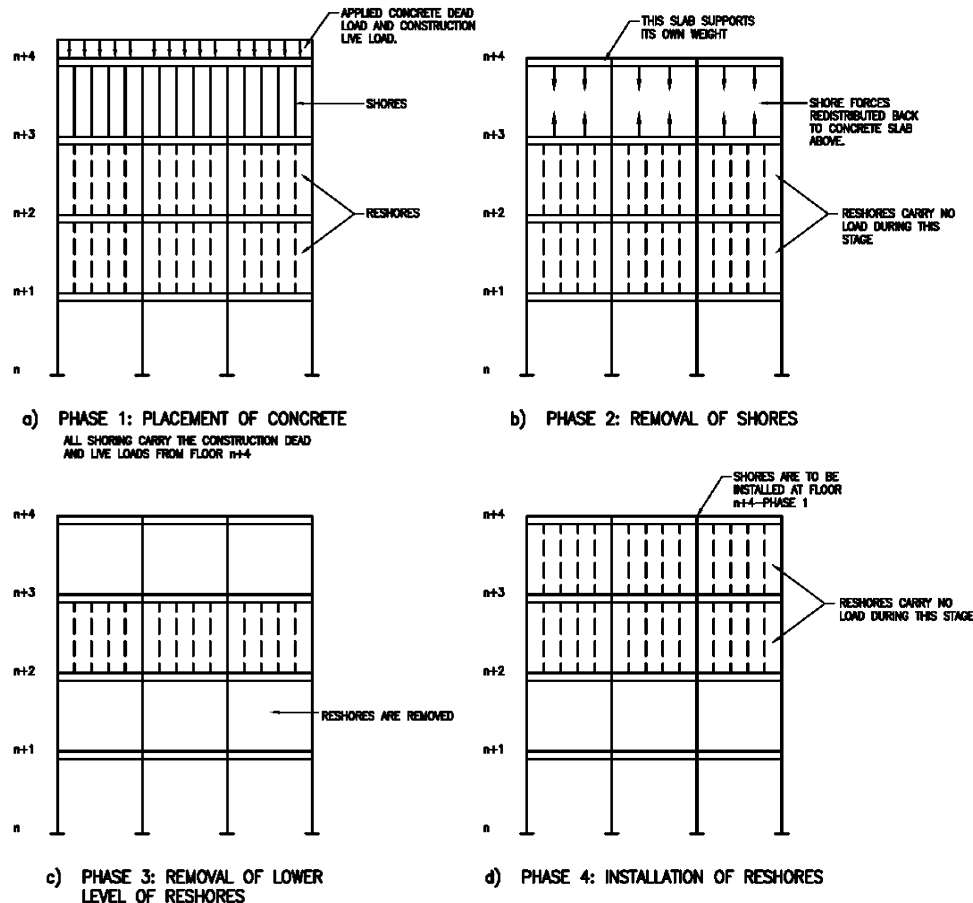 APPLIED CONCRETE DEAD
LOAD AND CONSTRUCTION
LIVE LOAD.
n+4
SHORES
n+3
n+2
RESHORES
n+1
n
a) PHASE 1: PLACEMENT OF CONCRETE
ALL SHORING CARRY THE CONSTRUCTION DEAD
AND LIVE LOADS FROM FLOOR n+4
THIS SLAB SUPPORTS
ITS OWN WEIGHT
n+4
SHORE FORCES
REDISTRIBUTED BACK
TO CONCRETE SLAB
ABOVE.
n+3
n+2
RESHORES CARRY NO
LOAD DURING THIS
STAGE
n+1
n
b) PHASE 2: REMOVAL OF SHORES
n+4
n+3
n+2
RESHORES ARE REMOVED
n+1
n
c) PHASE 3: REMOVAL OF LOWER
LEVEL OF RESHORES
SHORES ARE TO BE
INSTALLED AT FLOOR
n+4-PHASE 1
n+4
n+3
RESHORES CARRY NO
LOAD DURING THIS STAGE
n+2
n+1
n
d) PHASE 4: INSTALLATION OF RESHORES